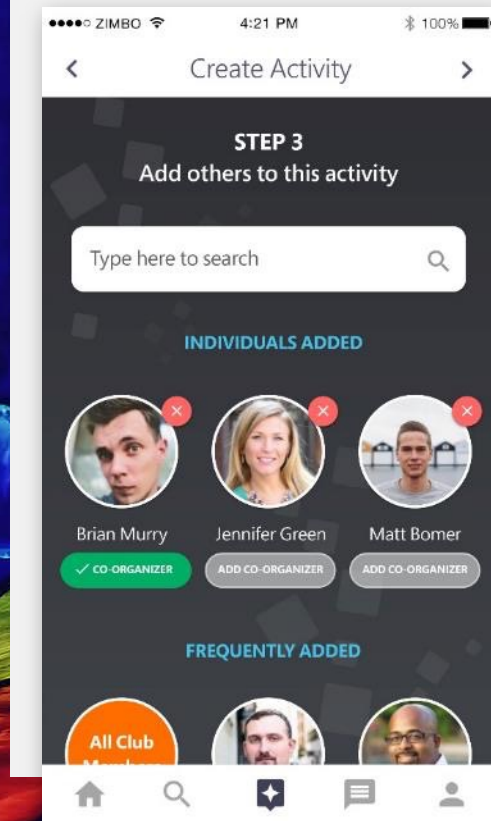 ZIMBO 4:21 PM 100%
Create Activity
STEP 3
Add others to this activity
Type here to search
INDIVIDUALS ADDED
Brian Murry Jennifer Green Matt Bomer
CO-ORGANIZER ADD CO-ORGANIZER ADD CO-ORGANIZER
FREQUENTLY ADDED
All Club
Members